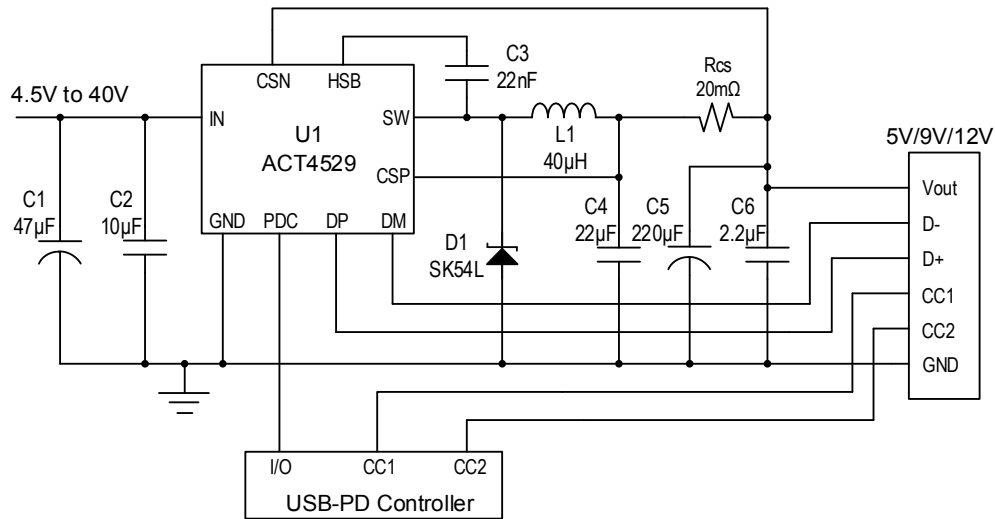 CSN
HSB
C3
22nF
Rcs
20mΩ
4.5V to 40V
IN
U1
ACT4529
SW
CSP
L1
40µH
5V/9V/12V
C1
47µF
C2
10µF
GND
PDC
DP
DM
D1
SK54L
C4
22µF
C5
220µF
C6
2.2µF
Vout
D-
D+
CC1
CC2
GND
I/O
CC1
CC2
USB-PD Controller